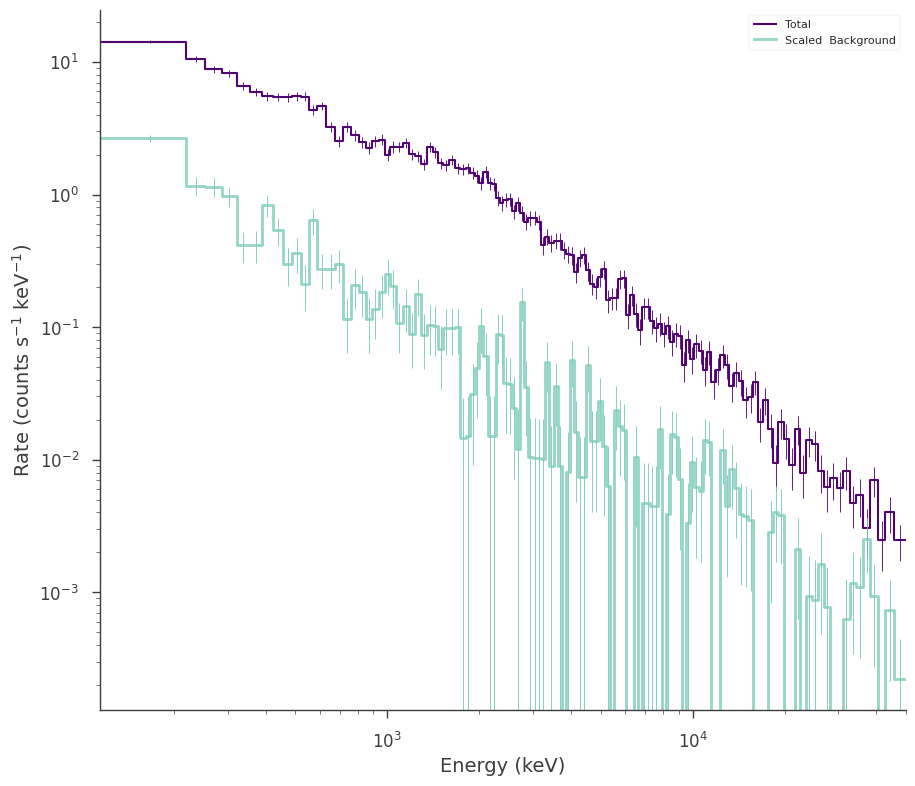 Total
Scaled  Background
10¹
10⁰
10⁻¹
10⁻²
10⁻³
Rate (counts s⁻¹ keV⁻¹)
10³
10⁴
Energy (keV)